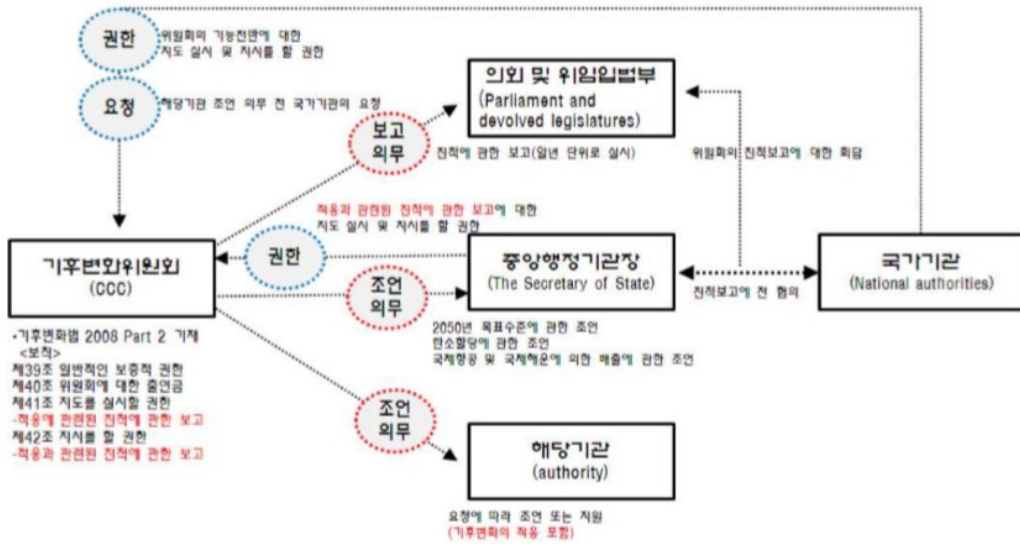 권한
위원회의 기능전반에 대한
지도 실시 및 지시를 할 권한
요청
해당기관 조언 의무 전 국가기관의 요청
의회 및 위임입법부
(Parliament and
devolved legislatures)
보고
의무
진척에 관한 보고(일년 단위로 실시)
위원회의 진척보고에 대한 회답
적응과 관련된 진척에 관한 보고에 대한
지도 실시 및 지시를 할 권한
권한
기후변화위원회
(CCC)
중앙행정기관장
(The Secretary of State)
국가기관
(National authorities)
조언
의무
진척보고에 전 협의
2050년 목표수준에 관한 조언
탄소할당에 관한 조언
국제항공 및 국제해운에 의한 배출에 관한 조언
•기후변화법 2008 Part 2 기재
<보칙>
제39조 일반적인 보충적 권한
제40조 위원회에 대한 출연금
제41조 지도를 실시할 권한
-적응에 관련된 진척에 관한 보고
제42조 지시를 할 권한
-적응과 관련된 진척에 관한 보고
조언
의무
해당기관
(authority)
요청에 따라 조언 또는 지원
(기후변화의 적응 포함)